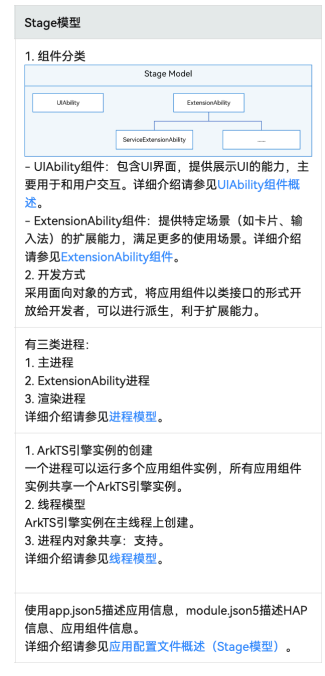 Stage模型
1. 组件分类
Stage Model
UIAbility
ExtensionAbility
ServiceExtensionAbility
......
- UIAbility组件：包含UI界面，提供展示UI的能力，主
要用于和用户交互。详细介绍请参见UIAbility组件概
述。
- ExtensionAbility组件：提供特定场景（如卡片、输
入法）的扩展能力，满足更多的使用场景。详细介绍
请参见ExtensionAbility组件。
2. 开发方式
采用面向对象的方式，将应用组件以类接口的形式开
放给开发者，可以进行派生，利于扩展能力。
有三类进程：
1. 主进程
2. ExtensionAbility进程
3. 渲染进程
详细介绍请参见进程模型。
1. ArkTS引擎实例的创建
一个进程可以运行多个应用组件实例，所有应用组件
实例共享一个ArkTS引擎实例。
2. 线程模型
ArkTS引擎实例在主线程上创建。
3. 进程内对象共享：支持。
详细介绍请参见线程模型。
使用app.json5描述应用信息，module.json5描述HAP
信息、应用组件信息。
详细介绍请参见应用配置文件概述（Stage模型）。